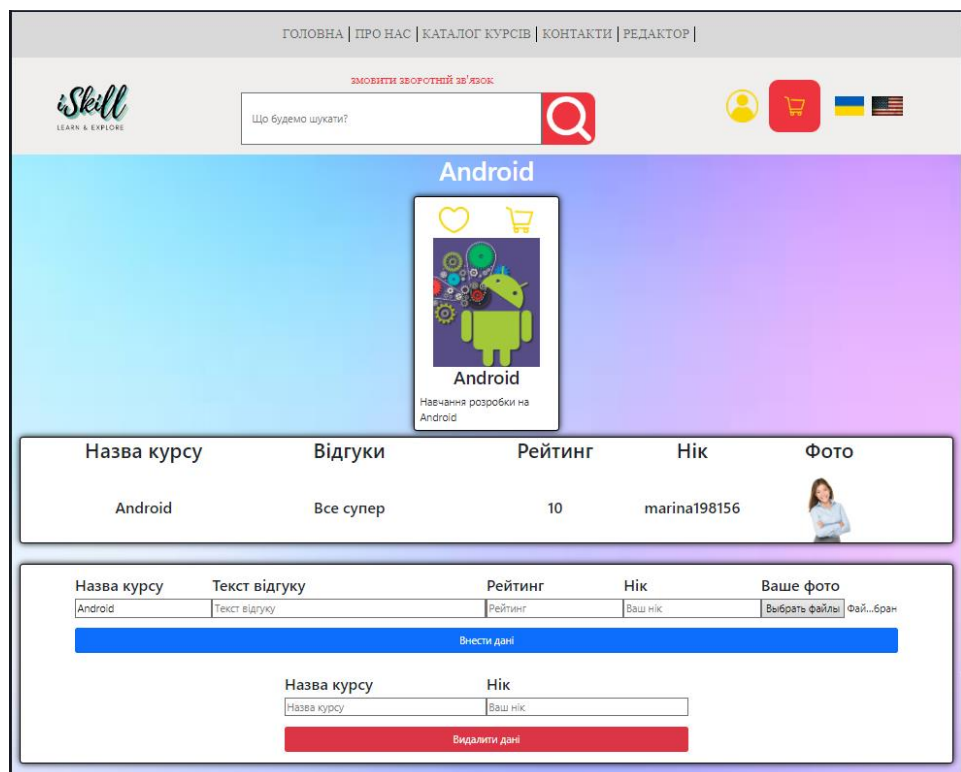 ГОЛОВНА | ПРО НАС | КАТАЛОГ КУРСІВ | КОНТАКТИ | РЕДАКТОР |
ЗМОВИТИ ЗВОРОТНІЙ ЗВ'ЯЗОК
iSkill
LEARN & EXPLORE
Що будемо шукати?
Android
Android
Навчання розробки на
Android
Назва курсу Відгуки Рейтинг Нік Фото
Android Все супер 10 marina198156
Назва курсу Текст відгуку Рейтинг Нік Ваше фото
Android Текст відгуку Рейтинг Ваш нік Выбрать файлы Фай...бран
Внести дані
Назва курсу Нік
Назва курсу Ваш нік
Видалити дані